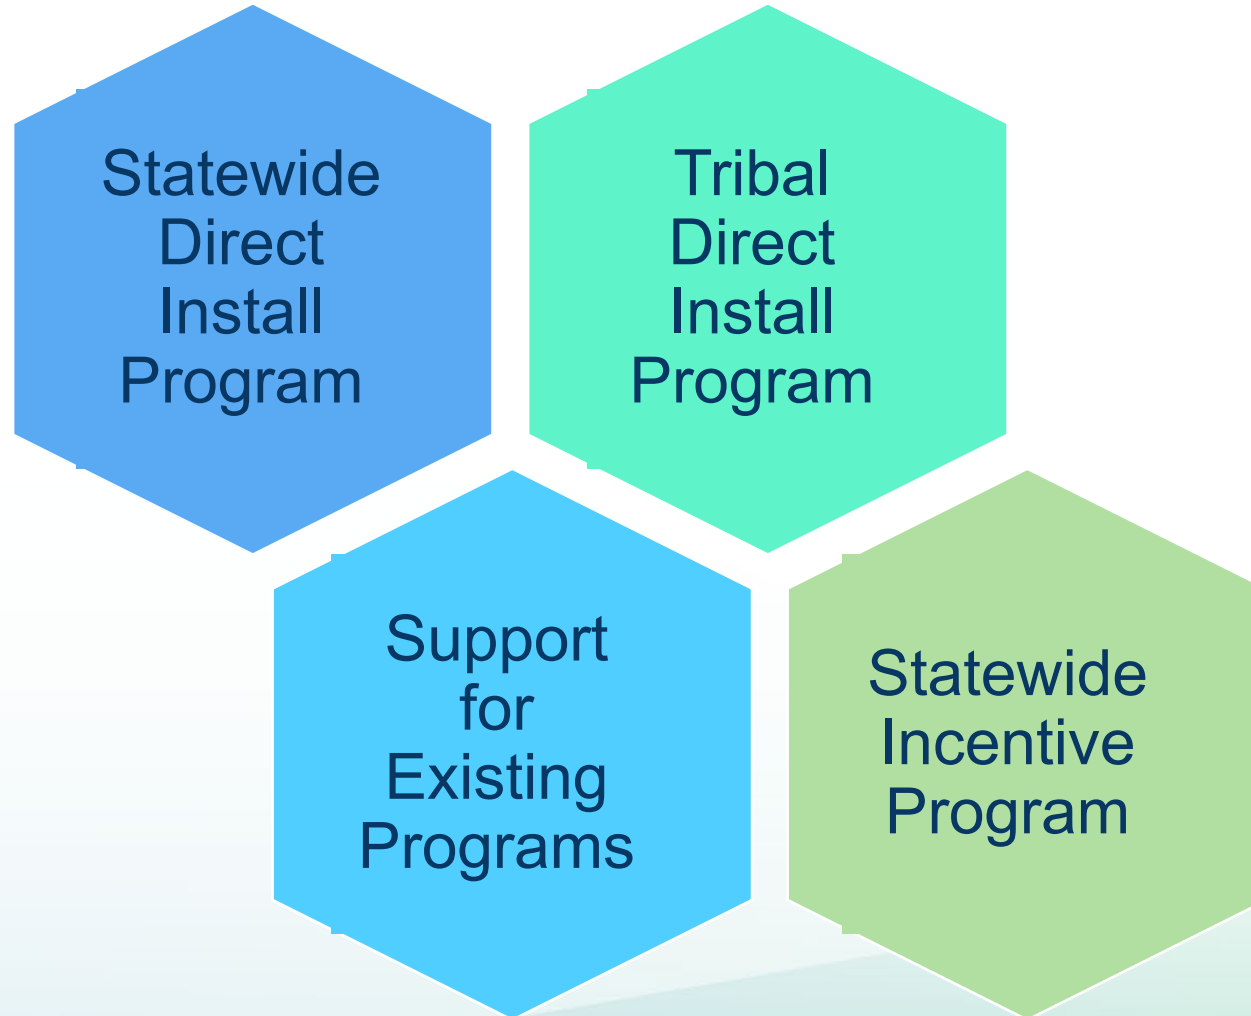 Statewide
Direct
Install
Program
Tribal
Direct
Install
Program
Support
for
Existing
Programs
Statewide
Incentive
Program